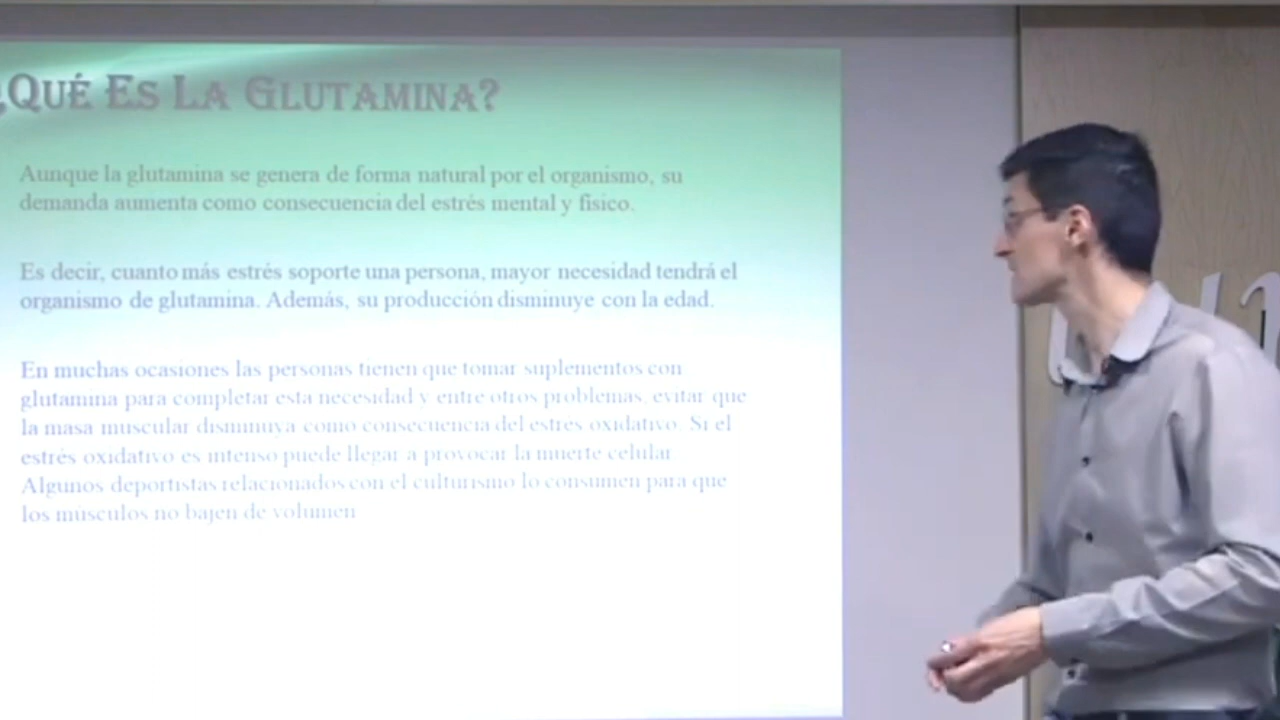 ¿QUÉ ES LA GLUTAMINA?
Aunque la glutamina se genera de forma natural por el organismo, su
demanda aumenta como consecuencia del estrés mental y físico.
Es decir, cuanto más estrés soporte una persona, mayor necesidad tendrá el
organismo de glutamina. Además, su producción disminuye con la edad.
En muchas ocasiones las personas tienen que tomar suplementos con
glutamina para completar esta necesidad y entre otros problemas, evitar que
la masa muscular disminuya como consecuencia del estrés oxidativo. Si el
estrés oxidativo es intenso puede llegar a provocar la muerte celular.
Algunos deportistas relacionados con el culturismo lo consumen para que
los músculos no bajen de volumen